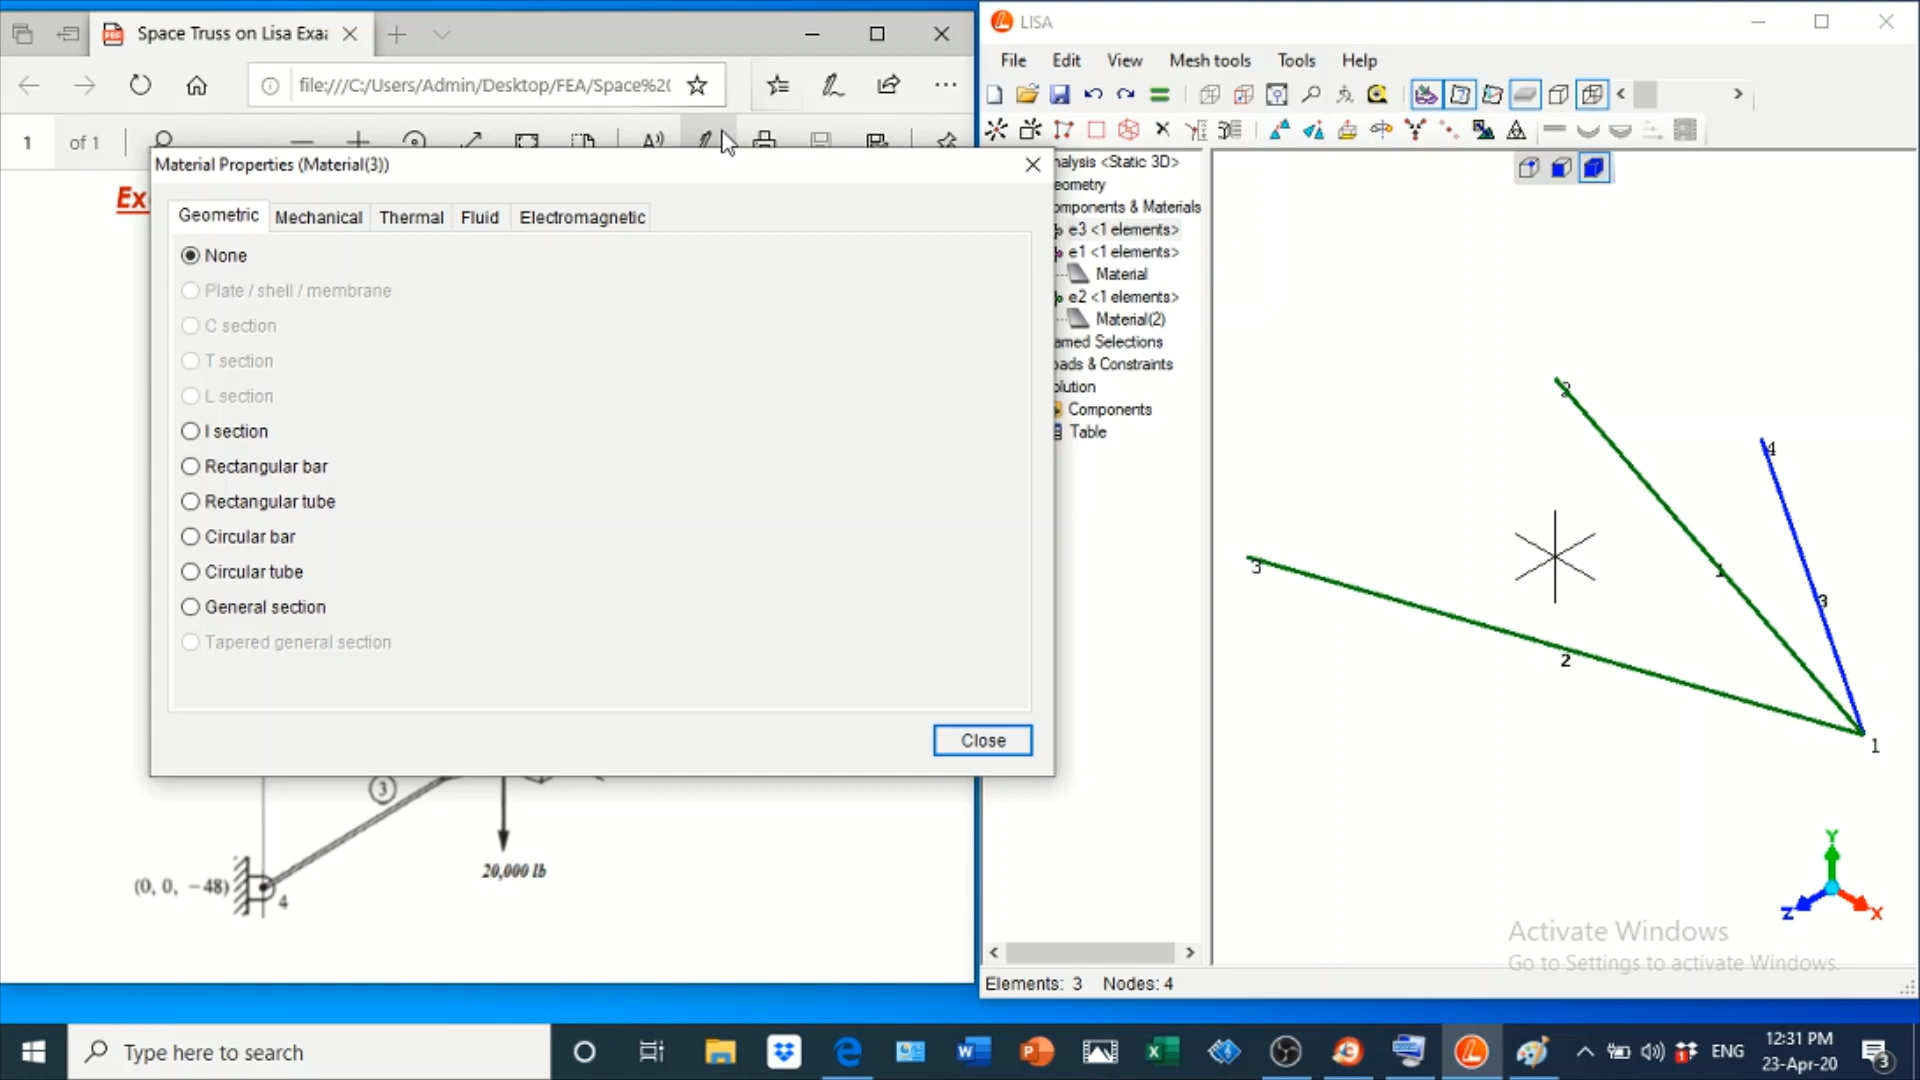 Space Truss on Lisa Exa
file:///C:/Users/Admin/Desktop/FEA/Space%20
1 of 1
Ex
Material Properties (Material(3))
Geometric Mechanical Thermal Fluid Electromagnetic
None
Plate / shell / membrane
C section
T section
L section
I section
Rectangular bar
Rectangular tube
Circular bar
Circular tube
General section
Tapered general section
Close
3
20,000 lb
(0, 0, −48)
4
LISA
File Edit View Mesh tools Tools Help
nalysis <Static 3D>
eometry
omponents & Materials
e3 <1 elements>
e1 <1 elements>
Material
e2 <1 elements>
Material(2)
amed Selections
oads & Constraints
olution
Components
Table
2
4
3
1
3
2
1
Y
Z X
Activate Windows
Go to Settings to activate Windows.
Elements: 3 Nodes: 4
Type here to search
ENG
12:31 PM
23-Apr-20
3